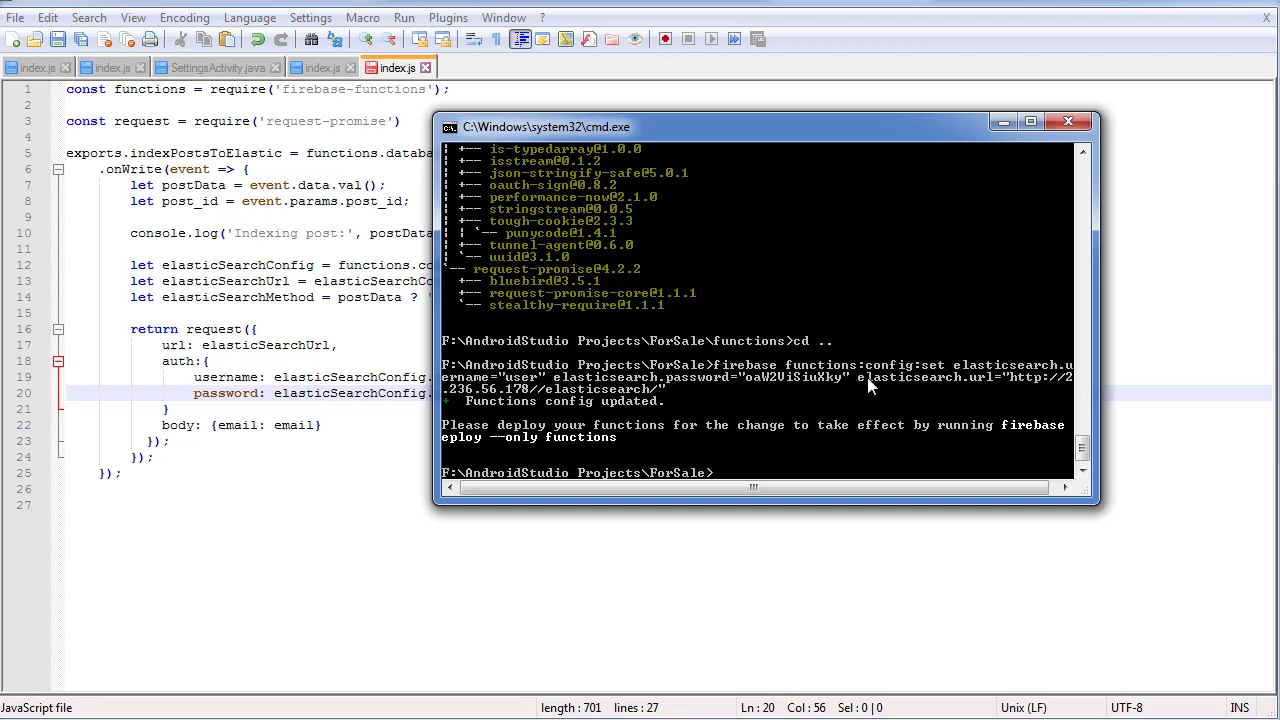 File Edit Search View Encoding Language Settings Macro Run Plugins Window ? X
index.js index.js SettingsActivity.java index.js index.js
1 const functions = require('firebase-functions');
2
3 const request = require('request-promise')
4
5 exports.indexPostsToElastic = functions.databa
6 .onWrite(event => {
7 let postData = event.data.val();
8 let post_id = event.params.post_id;
9
10 console.log('Indexing post:', postData
11
12 let elasticSearchConfig = functions.co
13 let elasticSearchUrl = elasticSearchCo
14 let elasticSearchMethod = postData ? '
15
16 return request({
17 url: elasticSearchUrl,
18 auth:{
19 username: elasticSearchConfig.
20 password: elasticSearchConfig.
21 }
22 body: {email: email}
23 });
24 });
25 });
26
27
C:\Windows\system32\cmd.exe
¦ +-- is-typedarray@1.0.0
¦ +-- isstream@0.1.2
¦ +-- json-stringify-safe@5.0.1
¦ +-- oauth-sign@0.8.2
¦ +-- performance-now@2.1.0
¦ +-- stringstream@0.0.5
¦ +-- tough-cookie@2.3.3
¦ ¦ `-- punycode@1.4.1
¦ +-- tunnel-agent@0.6.0
¦ `-- uuid@3.1.0
`-- request-promise@4.2.2
+-- bluebird@3.5.1
+-- request-promise-core@1.1.1
`-- stealthy-require@1.1.1
F:\AndroidStudio Projects\ForSale\functions>cd ..
F:\AndroidStudio Projects\ForSale>firebase functions:config:set elasticsearch.u
ername="user" elasticsearch.password="oaW2ViSiuXky" elasticsearch.url="http://2
.236.56.178//elasticsearch/"
+ Functions config updated.
Please deploy your functions for the change to take effect by running firebase
eploy --only functions
F:\AndroidStudio Projects\ForSale>
JavaScript file length : 701 lines : 27 Ln : 20 Col : 56 Sel : 0 | 0 Unix (LF) UTF-8 INS